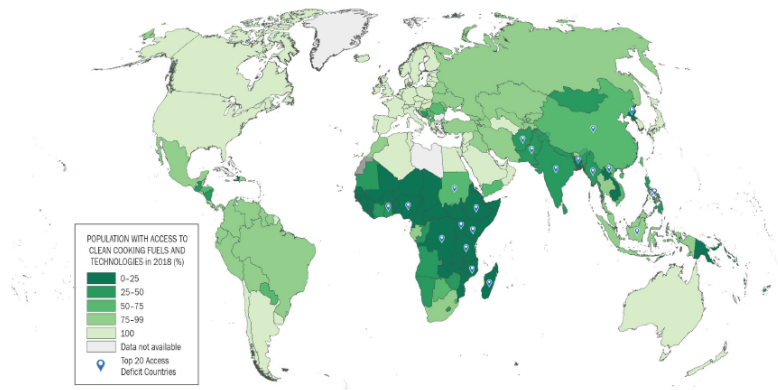 POPULATION WITH ACCESS TO
CLEAN COOKING FUELS AND
TECHNOLOGIES in 2018 (%)
0–25
25–50
50–75
75–99
100
Data not available
Top 20 Access
Deficit Countries